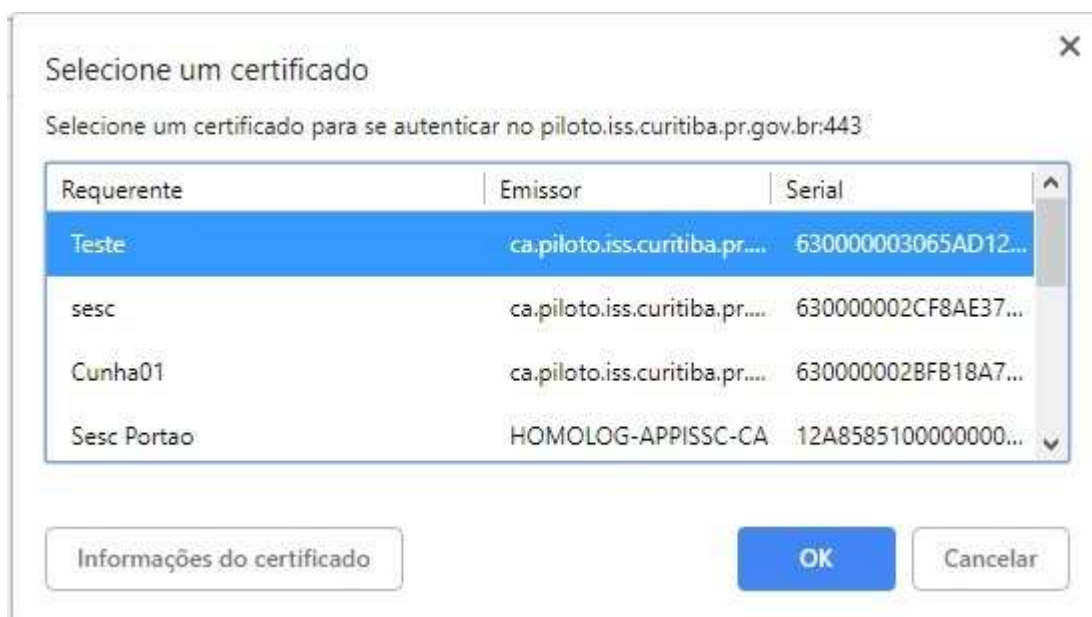 Selecione um certificado
Selecione um certificado para se autenticar no piloto.iss.curitiba.pr.gov.br:443
Requerente Emissor Serial
Teste ca.piloto.iss.curitiba.pr.... 630000003065AD12...
sesc ca.piloto.iss.curitiba.pr.... 630000002CF8AE37...
Cunha01 ca.piloto.iss.curitiba.pr.... 630000002BFB18A7...
Sesc Portao HOMOLOG-APPISSC-CA 12A8585100000000...
Informações do certificado OK Cancelar